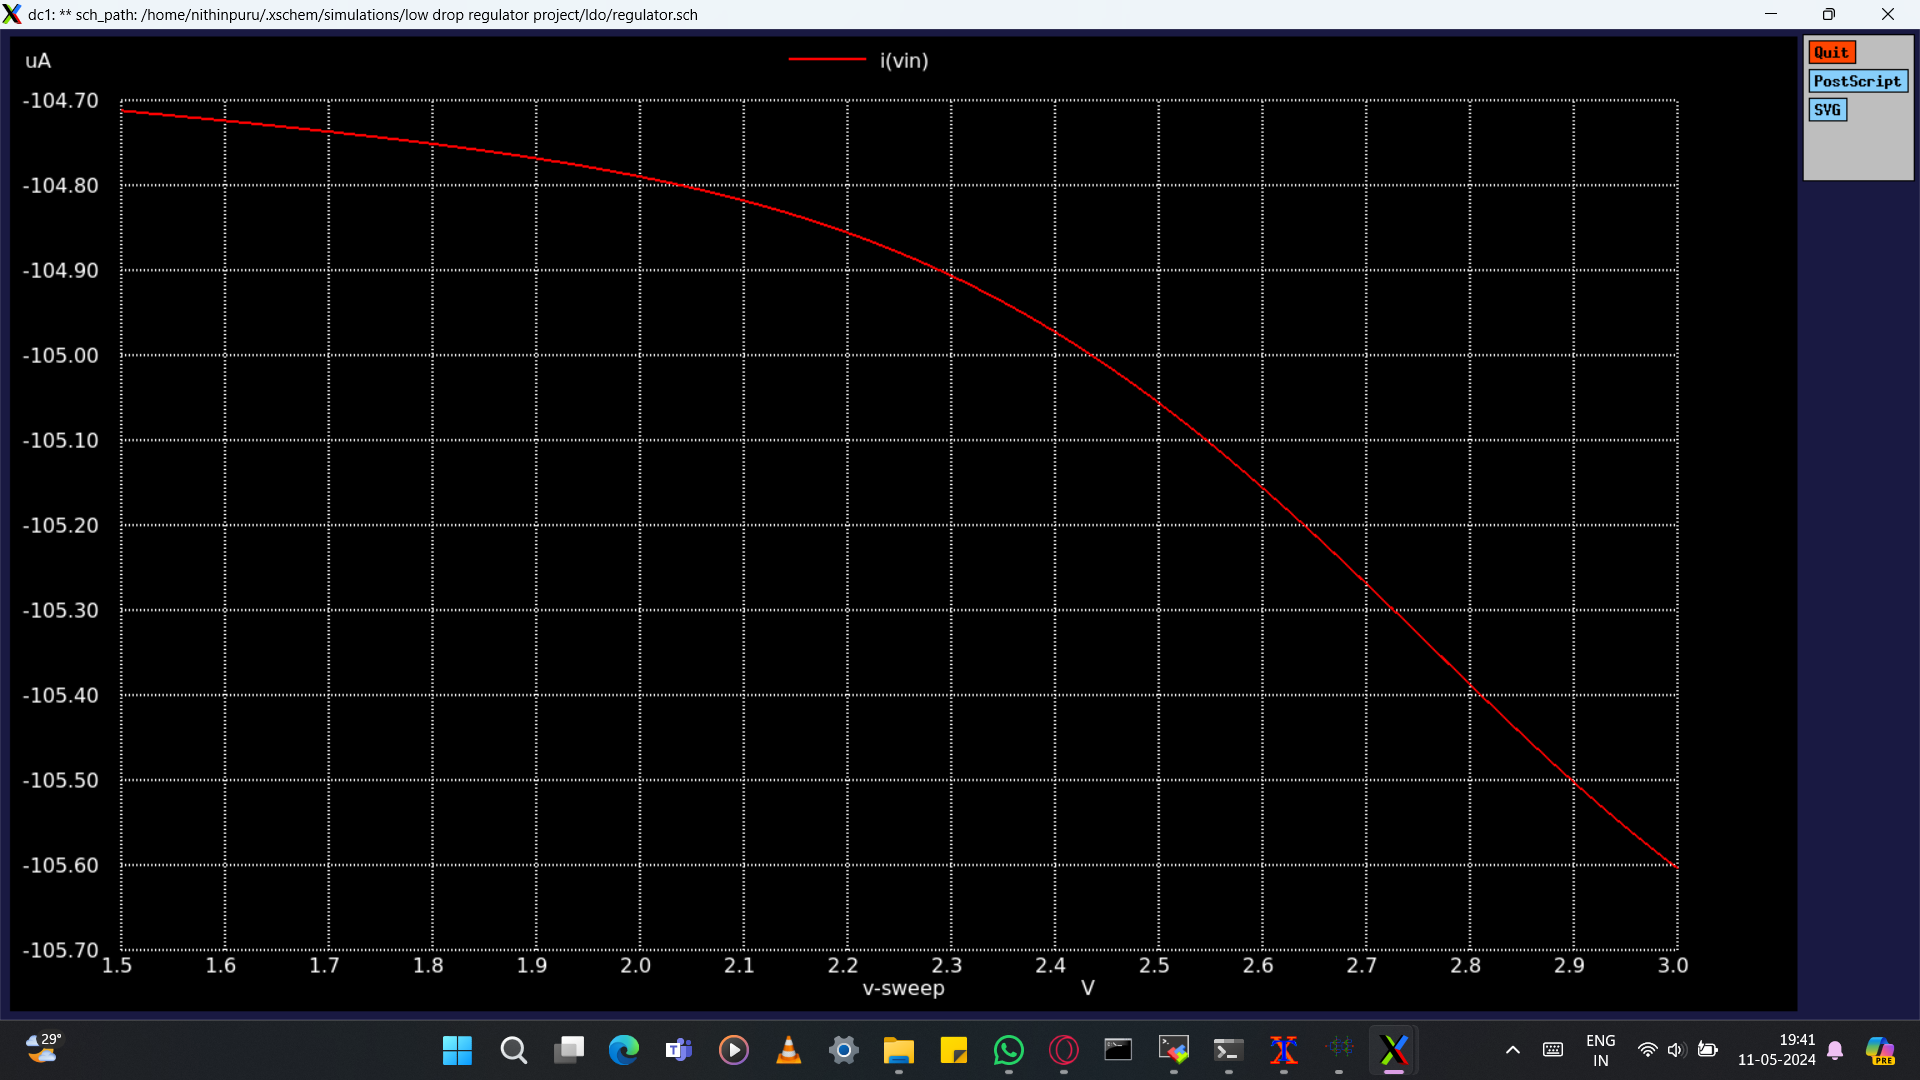 dc1: ** sch_path: /home/nithinpuru/.xschem/simulations/low drop regulator project/ldo/regulator.sch
Quit
PostScript
SVG
uA
i(vin)
-104.70
-104.80
-104.90
-105.00
-105.10
-105.20
-105.30
-105.40
-105.50
-105.60
-105.70
1.5 1.6 1.7 1.8 1.9 2.0 2.1 2.2 2.3 2.4 2.5 2.6 2.7 2.8 2.9 3.0
v-sweep V
29°
ENG
IN
19:41
11-05-2024
PRE